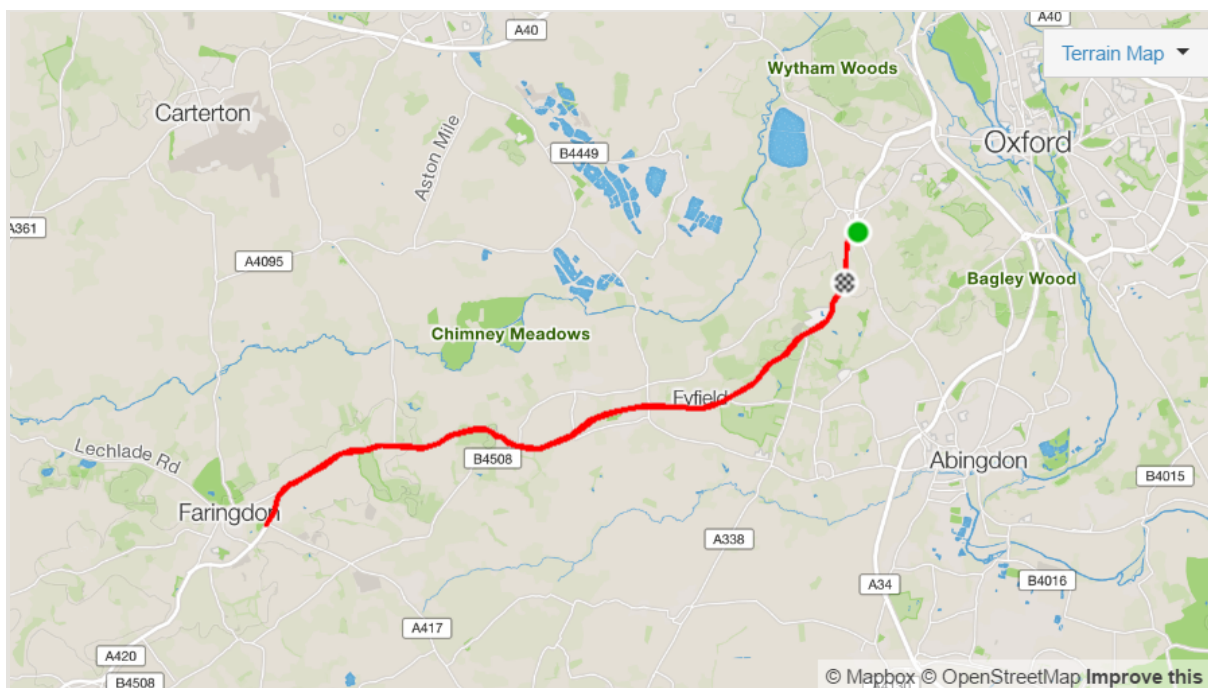 A40
A40
Terrain Map
Wytham Woods
Carterton
Oxford
Aston Mile
B4449
A361
A4095
Bagley Wood
Chimney Meadows
Fyfield
Lechlade Rd
B4508
Abingdon
B4015
Faringdon
A338
A34
B4016
A417
A420
B4508
© Mapbox © OpenStreetMap Improve this